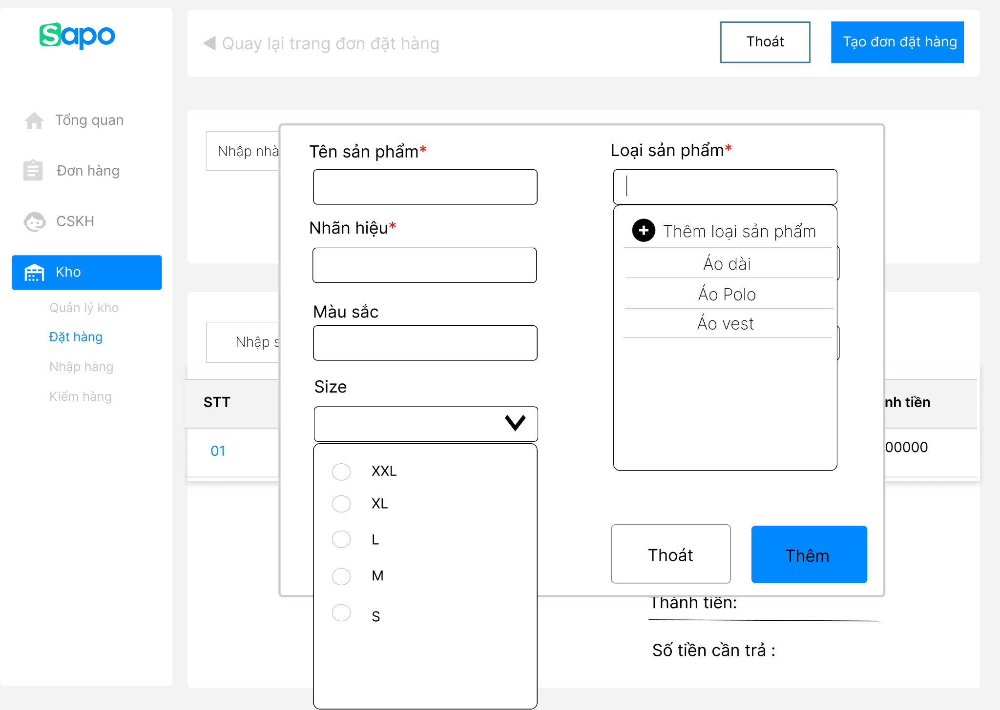 Sapo
Quay lại trang đơn đặt hàng
Thoát
Tạo đơn đặt hàng
Tổng quan
Đơn hàng
CSKH
Kho
Quản lý kho
Đặt hàng
Nhập hàng
Kiểm hàng
Nhập nhà
Nhập s
STT
nh tiền
01
00000
Tên sản phẩm*
Nhãn hiệu*
Màu sắc
Size
XXL
XL
L
M
S
Loại sản phẩm*
Thêm loại sản phẩm
Áo dài
Áo Polo
Áo vest
Thoát
Thêm
Thành tiền:
Số tiền cần trả :